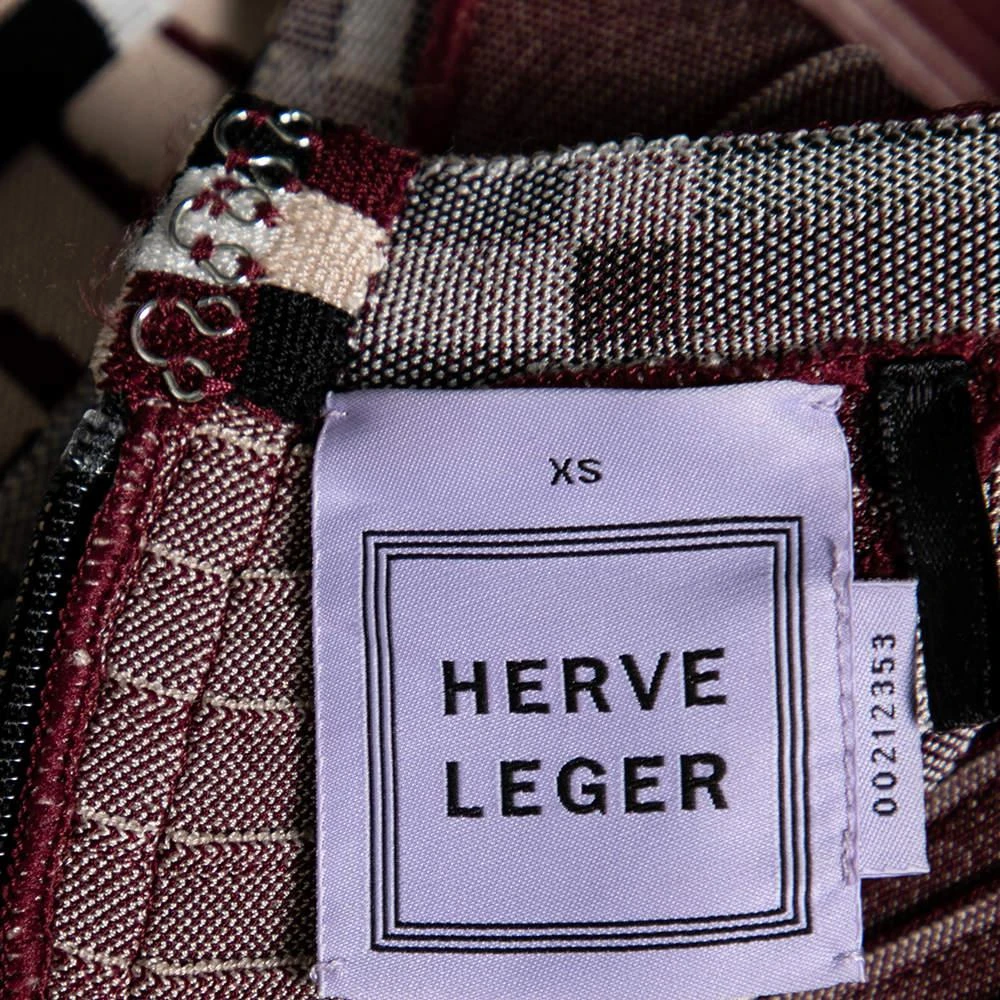 XS
HERVE
LEGER
00212353